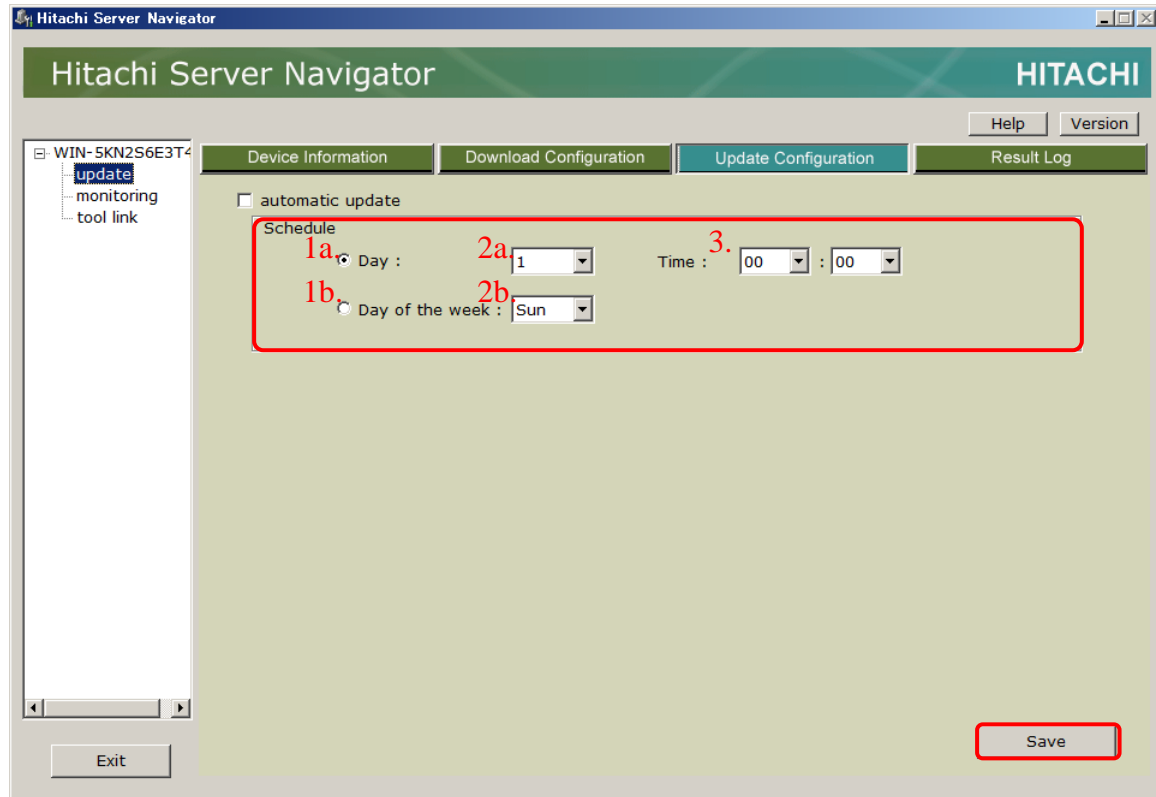 Hitachi Server Navigator
Hitachi Server Navigator HITACHI
Help Version
WIN-5KN2S6E3T4
update
monitoring
tool link
Device Information Download Configuration Update Configuration Result Log
automatic update
Schedule
1a. Day : 2a. 1 Time : 3. 00 : 00
1b. Day of the week : 2b. Sun
Save
Exit